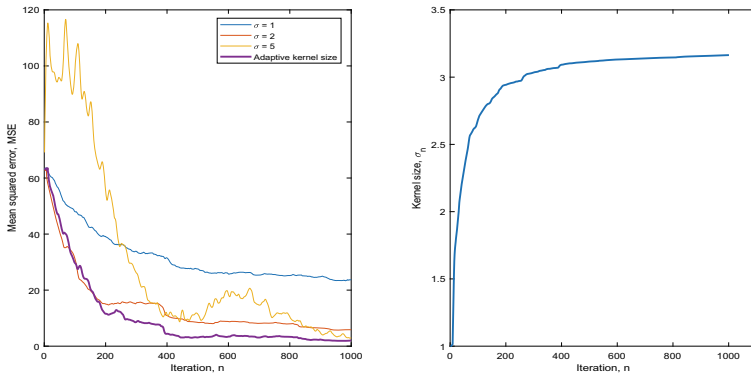 120
100
80
60
40
20
0
Mean squared error, MSE
0 200 400 600 800 1000
Iteration, n
σ = 1
σ = 2
σ = 5
Adaptive kernel size
3.5
3
2.5
2
1.5
1
Kernel size, σn
0 200 400 600 800 1000
Iteration, n